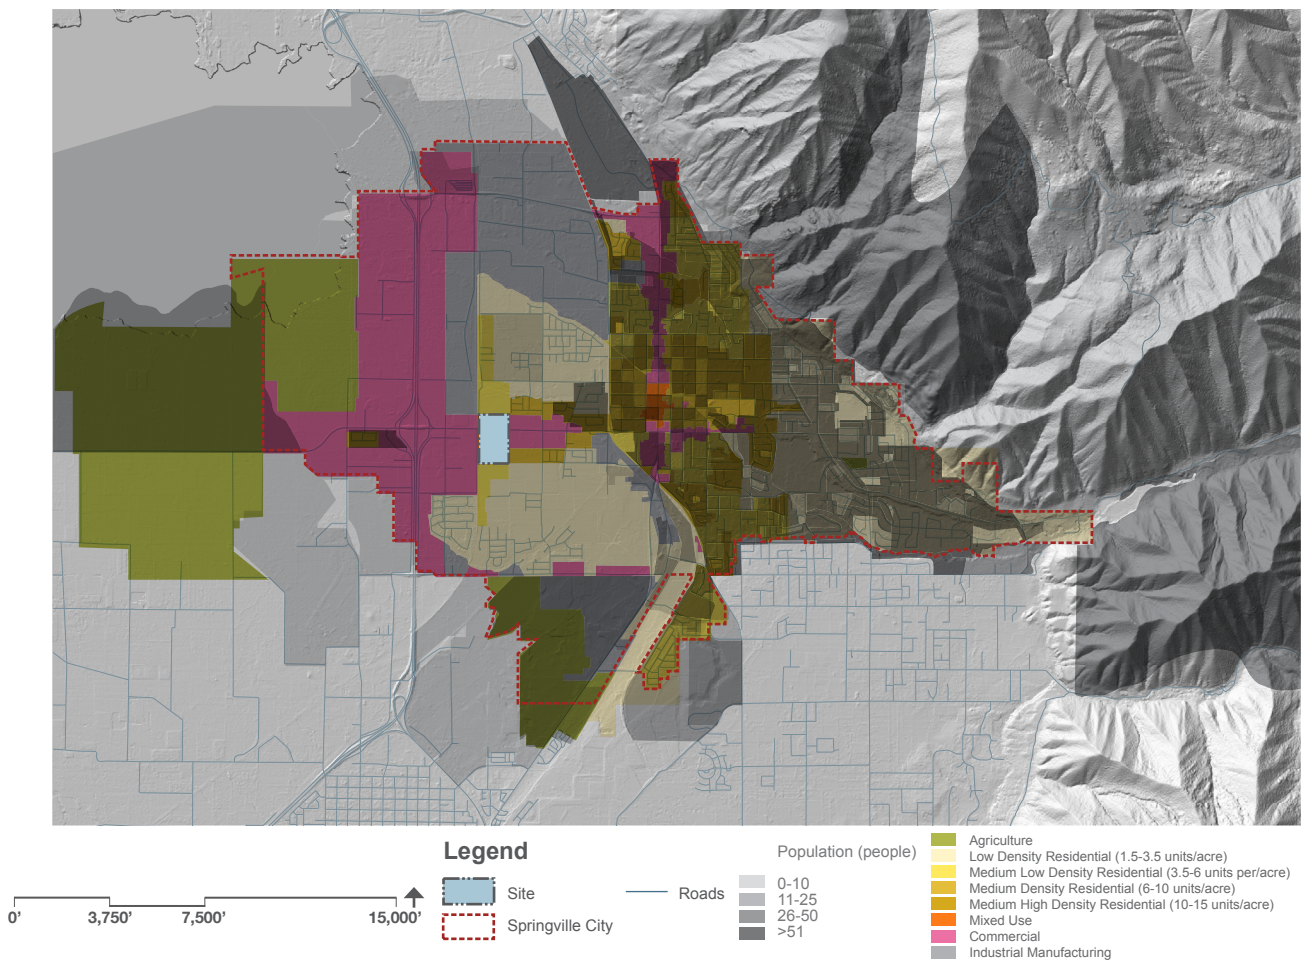 Legend
Site
Springville City
Roads
Population (people)
0-10
11-25
26-50
>51
Agriculture
Low Density Residential (1.5-3.5 units/acre)
Medium Low Density Residential (3.5-6 units per/acre)
Medium Density Residential (6-10 units/acre)
Medium High Density Residential (10-15 units/acre)
Mixed Use
Commercial
Industrial Manufacturing
0' 3,750' 7,500' 15,000'